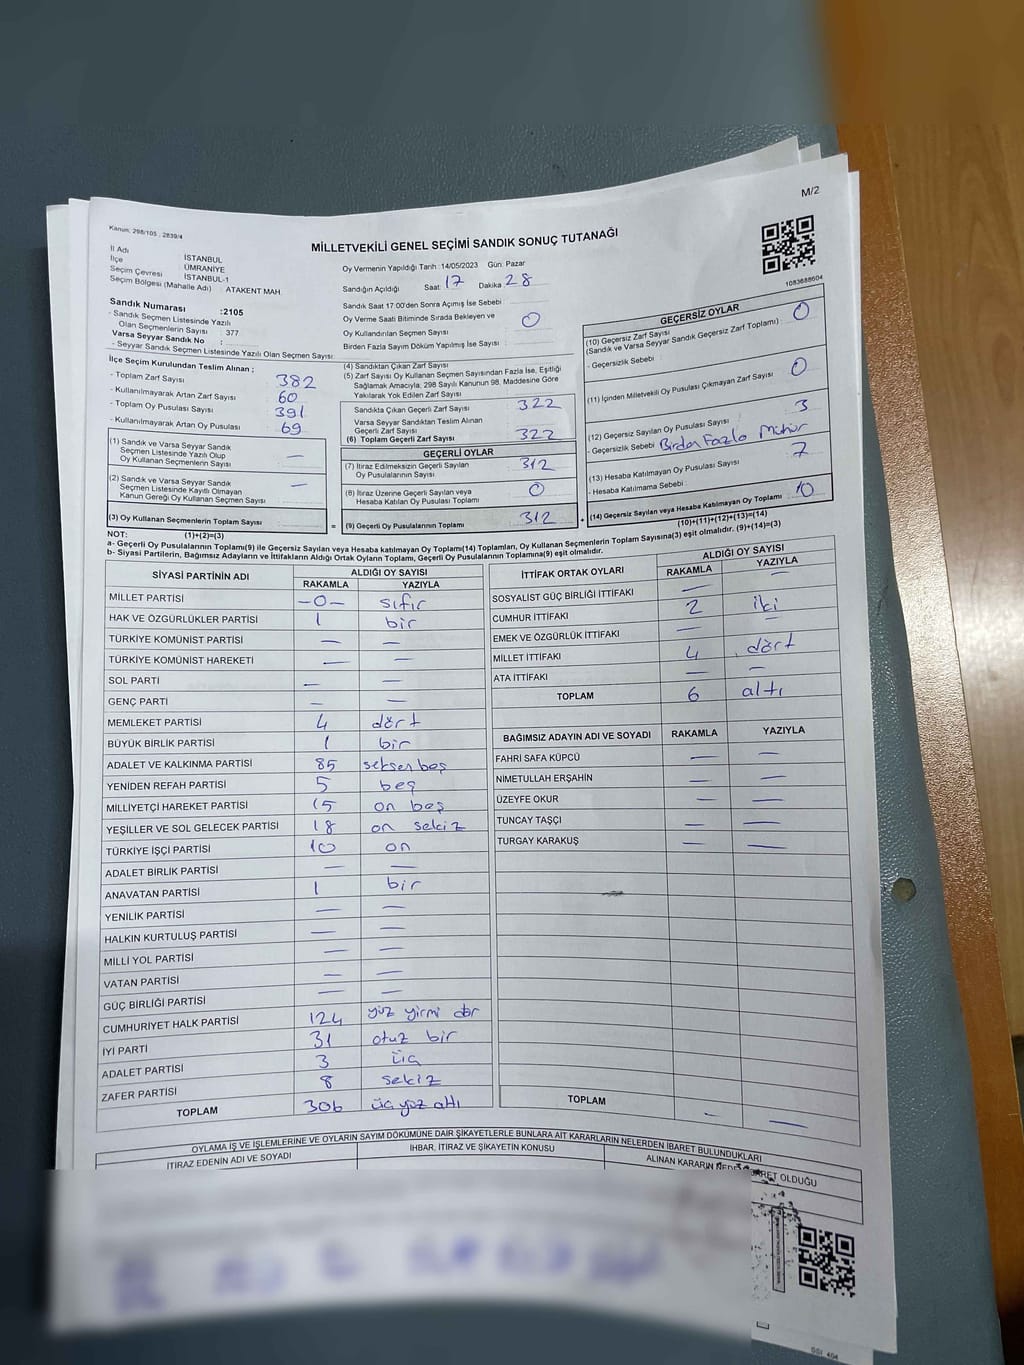 M/2
Kanun: 298/105 , 2839/4
MİLLETVEKİLİ GENEL SEÇİMİ SANDIK SONUÇ TUTANAĞI
İl Adı İSTANBUL
İlçe ÜMRANİYE
Seçim Çevresi İSTANBUL-1
Seçim Bölgesi (Mahalle Adı) : ATAKENT MAH.
Oy Vermenin Yapıldığı Tarih :14/05/2023 Gün: Pazar
Sandığın Açıldığı Saat: 17 Dakika 28
Sandık Saat 17:00'den Sonra Açımış İse Sebebi :
Oy Verme Saati Bitiminde Sırada Bekleyen ve
Oy Kullandırılan Seçmen Sayısı : 0
Birden Fazla Sayım Döküm Yapılmış İse Sayısı :
1083688604
Sandık Numarası :2105
- Sandık Seçmen Listesinde Yazılı
Olan Seçmenlerin Sayısı : 377
Varsa Seyyar Sandık No :
- Seyyar Sandık Seçmen Listesinde Yazılı Olan Seçmen Sayısı:
İlçe Seçim Kurulundan Teslim Alınan ;
- Toplam Zarf Sayısı : 382
- Kullanılmayarak Artan Zarf Sayısı : 60
- Toplam Oy Pusulası Sayısı : 391
- Kullanılmayarak Artan Oy Pusulası : 69
(1) Sandık ve Varsa Seyyar Sandık
Seçmen Listesinde Yazılı Olup
Oy Kullanan Seçmenlerin Sayısı : —
(2) Sandık ve Varsa Seyyar Sandık
Seçmen Listesinde Kayıtlı Olmayan
Kanun Gereği Oy Kullanan Seçmen Sayısı : —
(3) Oy Kullanan Seçmenlerin Toplam Sayısı :
(1)+(2)=(3)
(4) Sandıktan Çıkan Zarf Sayısı
(5) Zarf Sayısı Oy Kullanan Seçmen Sayısından Fazla İse, Eşitliği
Sağlamak Amacıyla; 298 Sayılı Kanunun 98. Maddesine Göre
Yakılarak Yok Edilen Zarf Sayısı
Sandıkta Çıkan Geçerli Zarf Sayısı 322
Varsa Seyyar Sandıktan Teslim Alınan
Geçerli Zarf Sayısı
(6) Toplam Geçerli Zarf Sayısı 322
GEÇERLİ OYLAR
(7) İtiraz Edilmeksizin Geçerli Sayılan
Oy Pusulalarının Sayısı : 312
(8) İtiraz Üzerine Geçerli Sayılan veya
Hesaba Katılan Oy Pusulası Toplamı : 0
= (9) Geçerli Oy Pusulalarının Toplamı : 312
GEÇERSİZ OYLAR
(10) Geçersiz Zarf Sayısı 0
(Sandık ve Varsa Seyyar Sandık Geçersiz Zarf Toplamı)
- Geçersizlik Sebebi :
(11) İçinden Milletvekili Oy Pusulası Çıkmayan Zarf Sayısı 0
(12) Geçersiz Sayılan Oy Pusulası Sayısı 3
- Geçersizlik Sebebi : Birden Fazla Mühür
(13) Hesaba Katılmayan Oy Pusulası Sayısı 7
- Hesaba Katılmama Sebebi :
+ (14) Geçersiz Sayılan veya Hesaba Katılmayan Oy Toplamı : 10
(10)+(11)+(12)+(13)=(14)
NOT:
a- Geçerli Oy Pusulalarının Toplamı(9) ile Geçersiz Sayılan veya Hesaba katılmayan Oy Toplamı(14) Toplamları, Oy Kullanan Seçmenlerin Toplam Sayısına(3) eşit olmalıdır. (9)+(14)=(3)
b- Siyasi Partilerin, Bağımsız Adayların ve İttifakların Aldığı Ortak Oyların Toplamı, Geçerli Oy Pusulalarının Toplamına(9) eşit olmalıdır.
SİYASİ PARTİNİN ADI ALDIĞI OY SAYISI
RAKAMLA YAZIYLA
MİLLET PARTİSİ -0- sıfır
HAK VE ÖZGÜRLÜKLER PARTİSİ 1 bir
TÜRKİYE KOMÜNİST PARTİSİ — —
TÜRKİYE KOMÜNİST HAREKETİ — —
SOL PARTİ — —
GENÇ PARTİ — —
MEMLEKET PARTİSİ 4 dört
BÜYÜK BİRLİK PARTİSİ 1 bir
ADALET VE KALKINMA PARTİSİ 85 seksen beş
YENİDEN REFAH PARTİSİ 5 beş
MİLLİYETÇİ HAREKET PARTİSİ 15 on beş
YEŞİLLER VE SOL GELECEK PARTİSİ 18 on sekiz
TÜRKİYE İŞÇİ PARTİSİ 10 on
ADALET BİRLİK PARTİSİ — —
ANAVATAN PARTİSİ 1 bir
YENİLİK PARTİSİ — —
HALKIN KURTULUŞ PARTİSİ — —
MİLLİ YOL PARTİSİ — —
VATAN PARTİSİ — —
GÜÇ BİRLİĞİ PARTİSİ — —
CUMHURİYET HALK PARTİSİ 124 yüz yirmi dör
İYİ PARTİ 31 otuz bir
ADALET PARTİSİ 3 üç
ZAFER PARTİSİ 8 sekiz
TOPLAM 306 üç yüz altı
İTTİFAK ORTAK OYLARI ALDIĞI OY SAYISI
RAKAMLA YAZIYLA
SOSYALİST GÜÇ BİRLİĞİ İTTİFAKI — —
CUMHUR İTTİFAKI 2 iki
EMEK VE ÖZGÜRLÜK İTTİFAKI — —
MİLLET İTTİFAKI 4 dört
ATA İTTİFAKI — —
TOPLAM 6 altı
BAĞIMSIZ ADAYIN ADI VE SOYADI RAKAMLA YAZIYLA
FAHRİ SAFA KÜPCÜ — —
NİMETULLAH ERŞAHİN — —
ÜZEYFE OKUR — —
TUNCAY TAŞÇI — —
TURGAY KARAKUŞ — —
TOPLAM — —
OYLAMA İŞ VE İŞLEMLERİNE VE OYLARIN SAYIM DÖKÜMÜNE DAİR ŞİKAYETLERLE BUNLARA AİT KARARLARIN NELERDEN İBARET BULUNDUKLARI
İTİRAZ EDENİN ADI VE SOYADI İHBAR, İTİRAZ VE ŞİKAYETİN KONUSU ALINAN KARARIN OLDUĞU